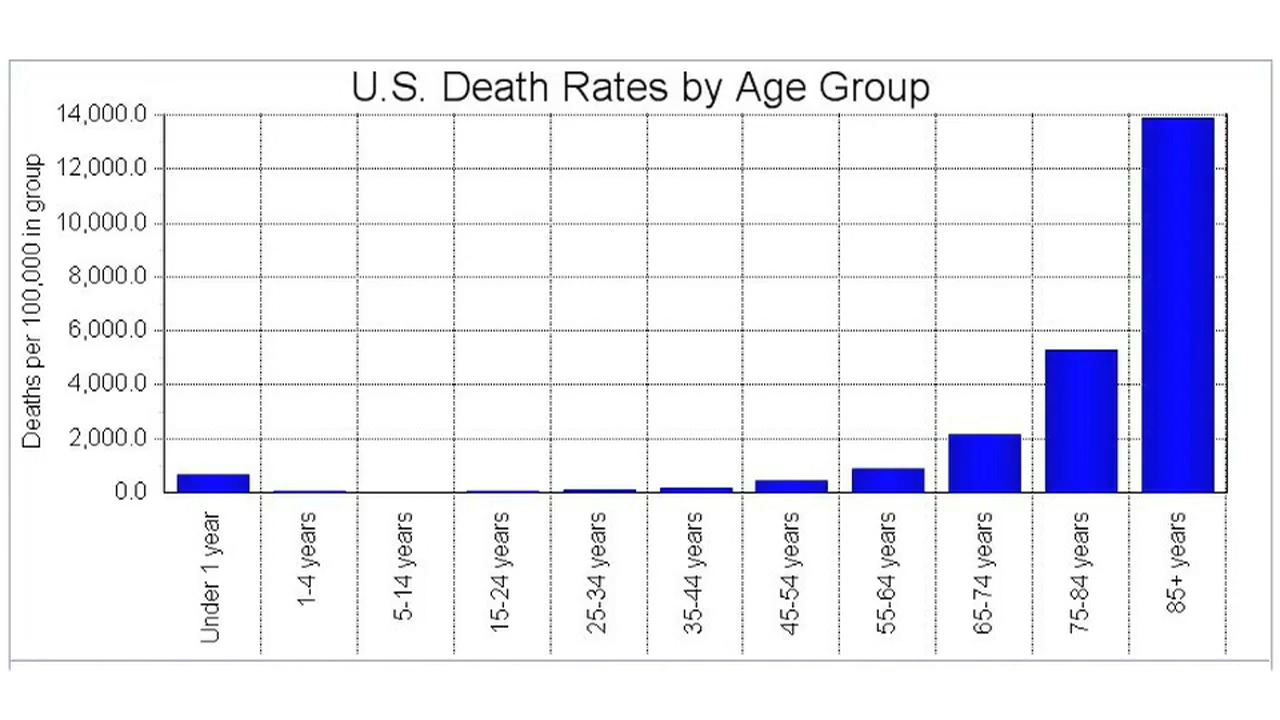 U.S. Death Rates by Age Group
Deaths per 100,000 in group
14,000.0
12,000.0
10,000.0
8,000.0
6,000.0
4,000.0
2,000.0
0.0
Under 1 year
1-4 years
5-14 years
15-24 years
25-34 years
35-44 years
45-54 years
55-64 years
65-74 years
75-84 years
85+ years